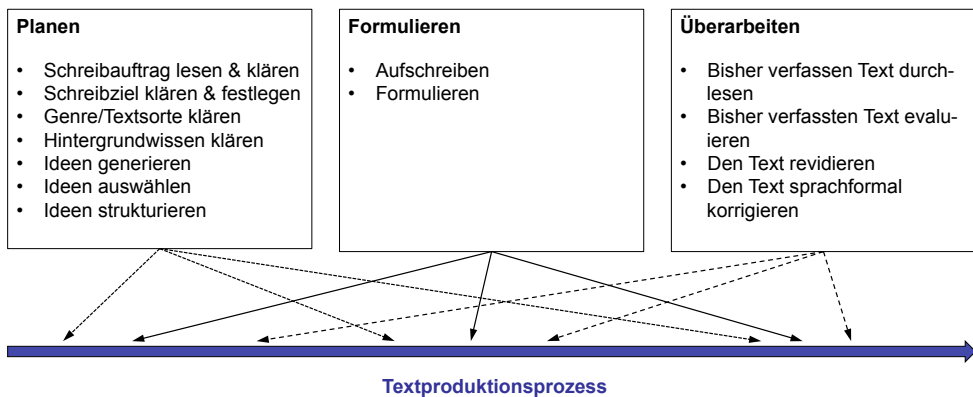 Planen
• Schreibauftrag lesen & klären
• Schreibziel klären & festlegen
• Genre/Textsorte klären
• Hintergrundwissen klären
• Ideen generieren
• Ideen auswählen
• Ideen strukturieren
Formulieren
• Aufschreiben
• Formulieren
Überarbeiten
• Bisher verfassen Text durch-
lesen
• Bisher verfassten Text evalu-
ieren
• Den Text revidieren
• Den Text sprachformal
korrigieren
Textproduktionsprozess